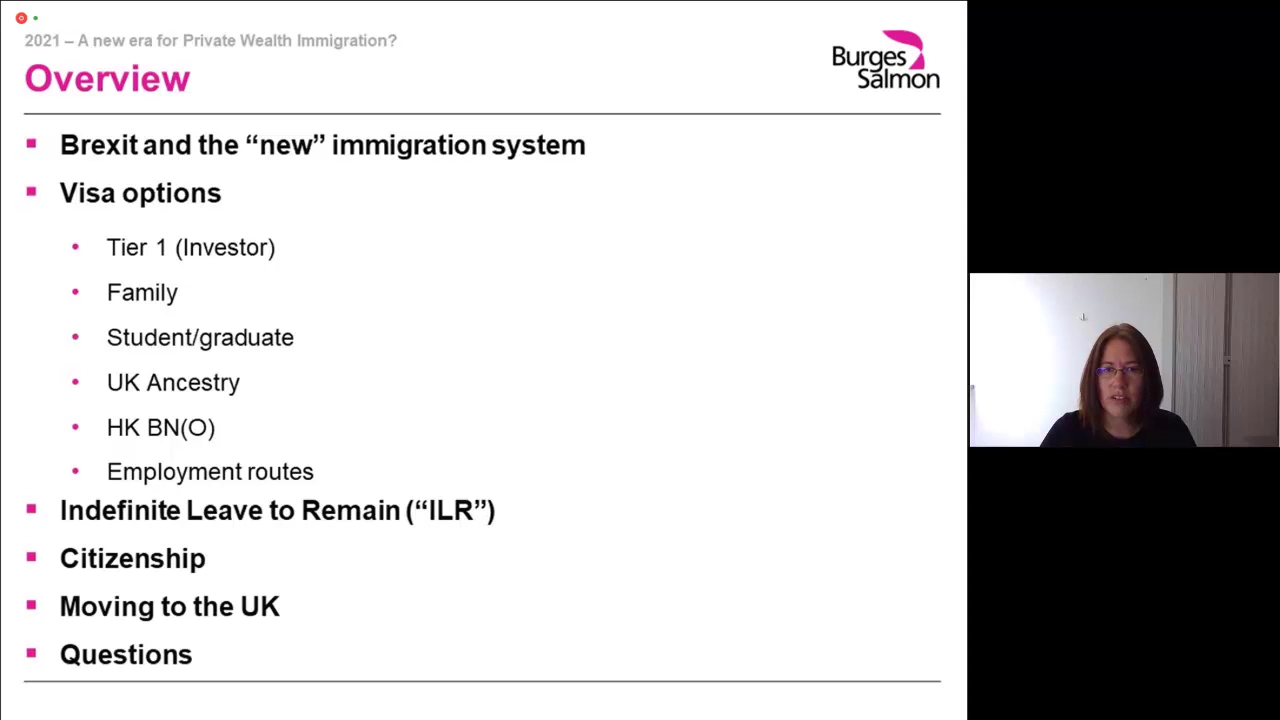 2021 – A new era for Private Wealth Immigration?
Overview
Burges
Salmon
Brexit and the “new” immigration system
Visa options
Tier 1 (Investor)
Family
Student/graduate
UK Ancestry
HK BN(O)
Employment routes
Indefinite Leave to Remain (“ILR”)
Citizenship
Moving to the UK
Questions